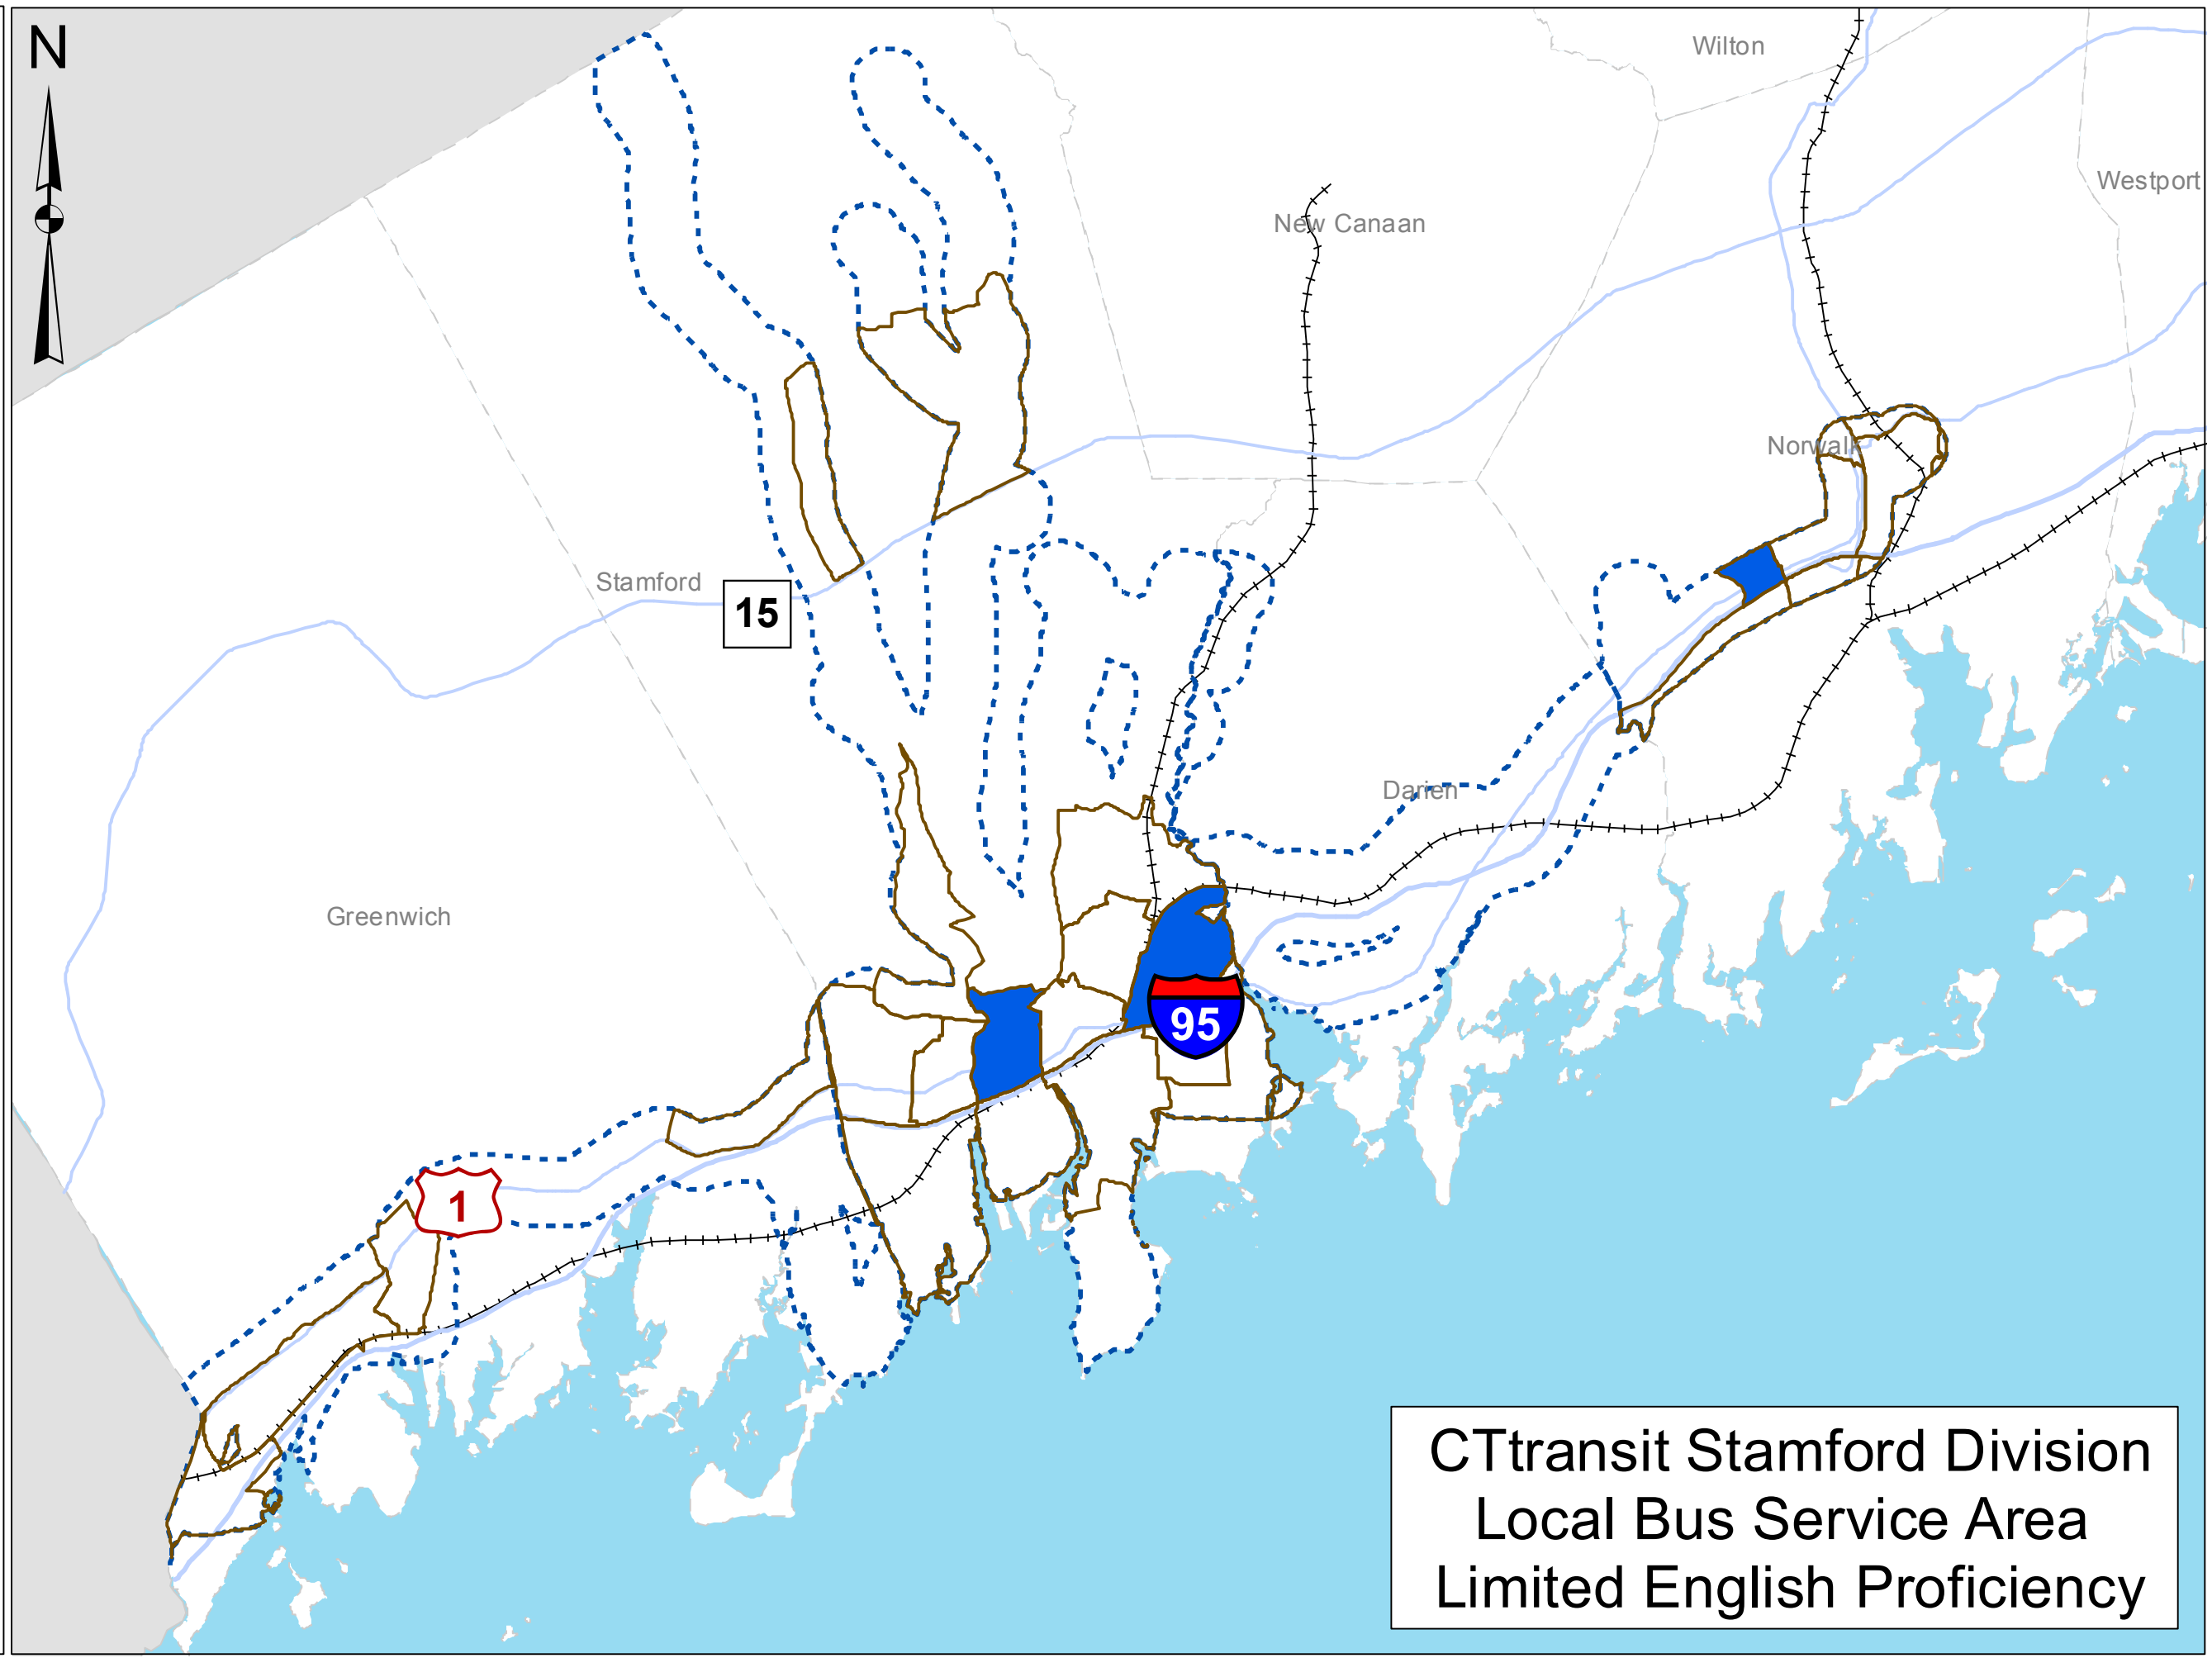 N
Wilton
Westport
New Canaan
Norwalk
Stamford
15
Darien
Greenwich
95
1
CTtransit Stamford Division
Local Bus Service Area
Limited English Proficiency